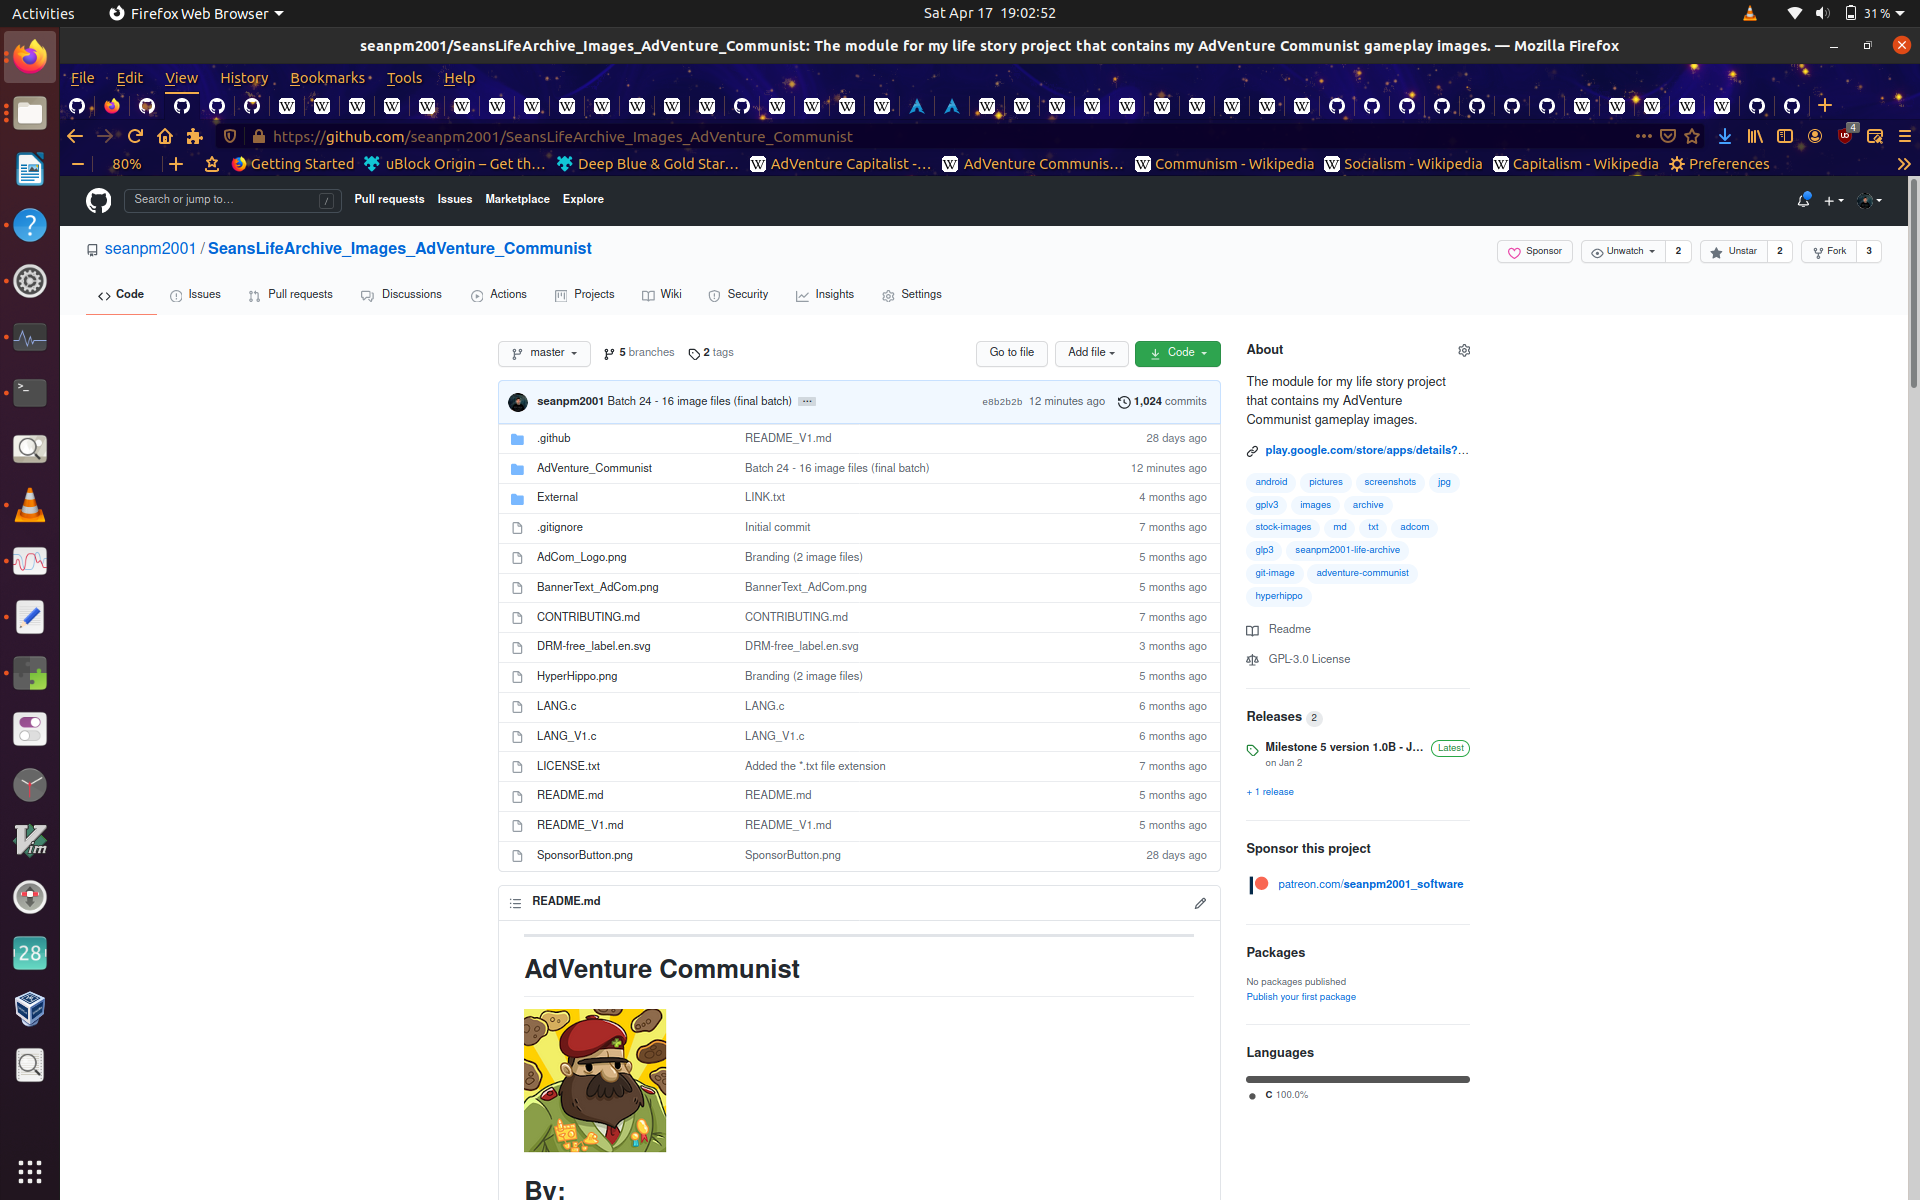 Activities
Firefox Web Browser
Sat Apr 17  19:02:52
31 %
seanpm2001/SeansLifeArchive_Images_AdVenture_Communist: The module for my life story project that contains my AdVenture Communist gameplay images. — Mozilla Firefox
File Edit View History Bookmarks Tools Help
https://github.com/seanpm2001/SeansLifeArchive_Images_AdVenture_Communist
4
80%
Getting Started
uBlock Origin – Get th…
Deep Blue & Gold Star…
AdVenture Capitalist -…
AdVenture Communis…
Communism - Wikipedia
Socialism - Wikipedia
Capitalism - Wikipedia
Preferences
Search or jump to…
/
Pull requests Issues Marketplace Explore
seanpm2001 / SeansLifeArchive_Images_AdVenture_Communist
Sponsor
Unwatch 2
Unstar 2
Fork 3
Code
Issues
Pull requests
Discussions
Actions
Projects
Wiki
Security
Insights
Settings
master
5 branches
2 tags
Go to file
Add file
Code
seanpm2001 Batch 24 - 16 image files (final batch) …
e8b2b2b 12 minutes ago
1,024 commits
.github README_V1.md 28 days ago
AdVenture_Communist Batch 24 - 16 image files (final batch) 12 minutes ago
External LINK.txt 4 months ago
.gitignore Initial commit 7 months ago
AdCom_Logo.png Branding (2 image files) 5 months ago
BannerText_AdCom.png BannerText_AdCom.png 5 months ago
CONTRIBUTING.md CONTRIBUTING.md 7 months ago
DRM-free_label.en.svg DRM-free_label.en.svg 3 months ago
HyperHippo.png Branding (2 image files) 5 months ago
LANG.c LANG.c 6 months ago
LANG_V1.c LANG_V1.c 6 months ago
LICENSE.txt Added the *.txt file extension 7 months ago
README.md README.md 5 months ago
README_V1.md README_V1.md 5 months ago
SponsorButton.png SponsorButton.png 28 days ago
README.md
AdVenture Communist
By:
About
The module for my life story project
that contains my AdVenture
Communist gameplay images.
play.google.com/store/apps/details?…
android pictures screenshots jpg
gplv3 images archive
stock-images md txt adcom
glp3 seanpm2001-life-archive
git-image adventure-communist
hyperhippo
Readme
GPL-3.0 License
Releases 2
Milestone 5 version 1.0B - J… Latest
on Jan 2
+ 1 release
Sponsor this project
patreon.com/seanpm2001_software
Packages
No packages published
Publish your first package
Languages
C 100.0%
28